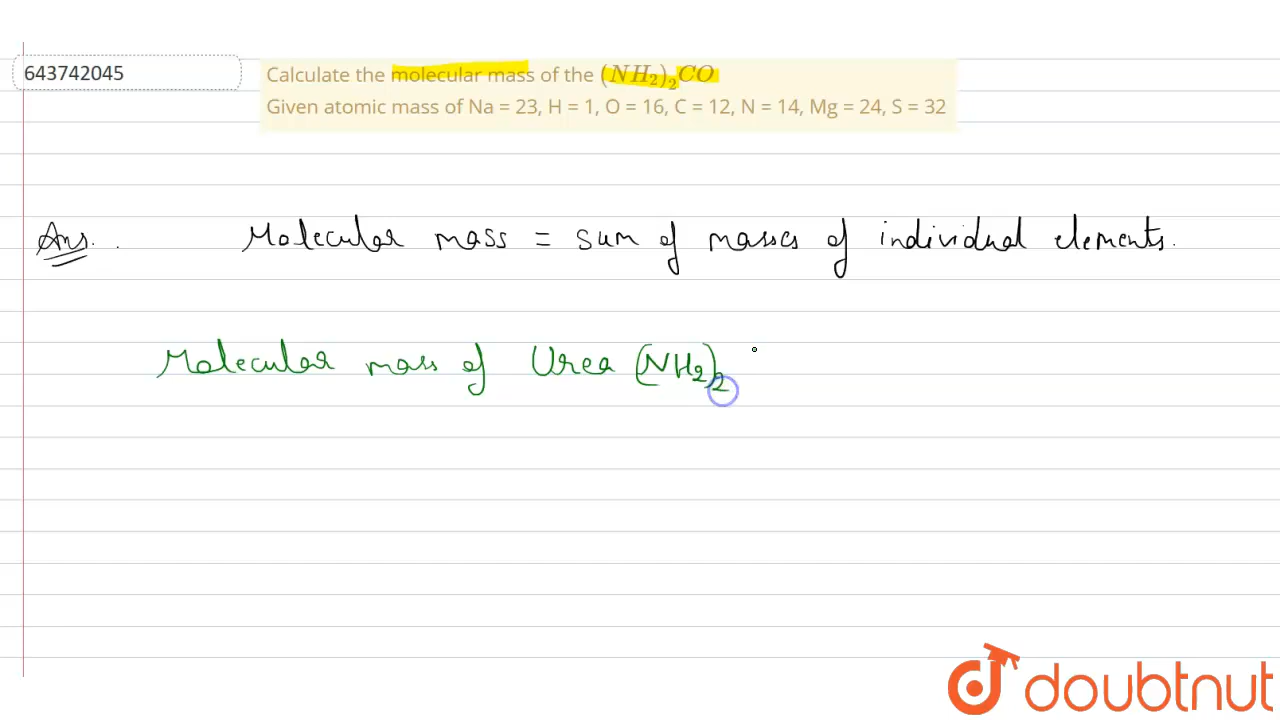 643742045
Calculate the molecular mass of the (NH₂)₂CO
Given atomic mass of Na = 23, H = 1, O = 16, C = 12, N = 14, Mg = 24, S = 32
Ans. Molecular mass = sum of masses of individual elements.
Molecular mass of Urea (NH₂)₂
doubtnut